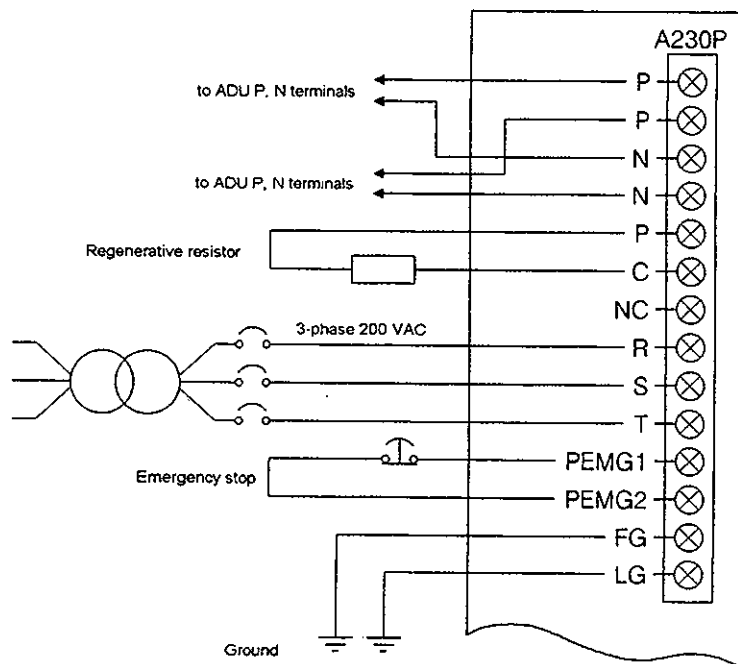 A230P
to ADU P, N terminals
P
P
N
to ADU P, N terminals
N
Regenerative resistor
P
C
NC
3-phase 200 VAC
R
S
T
Emergency stop
PEMG1
PEMG2
FG
LG
Ground